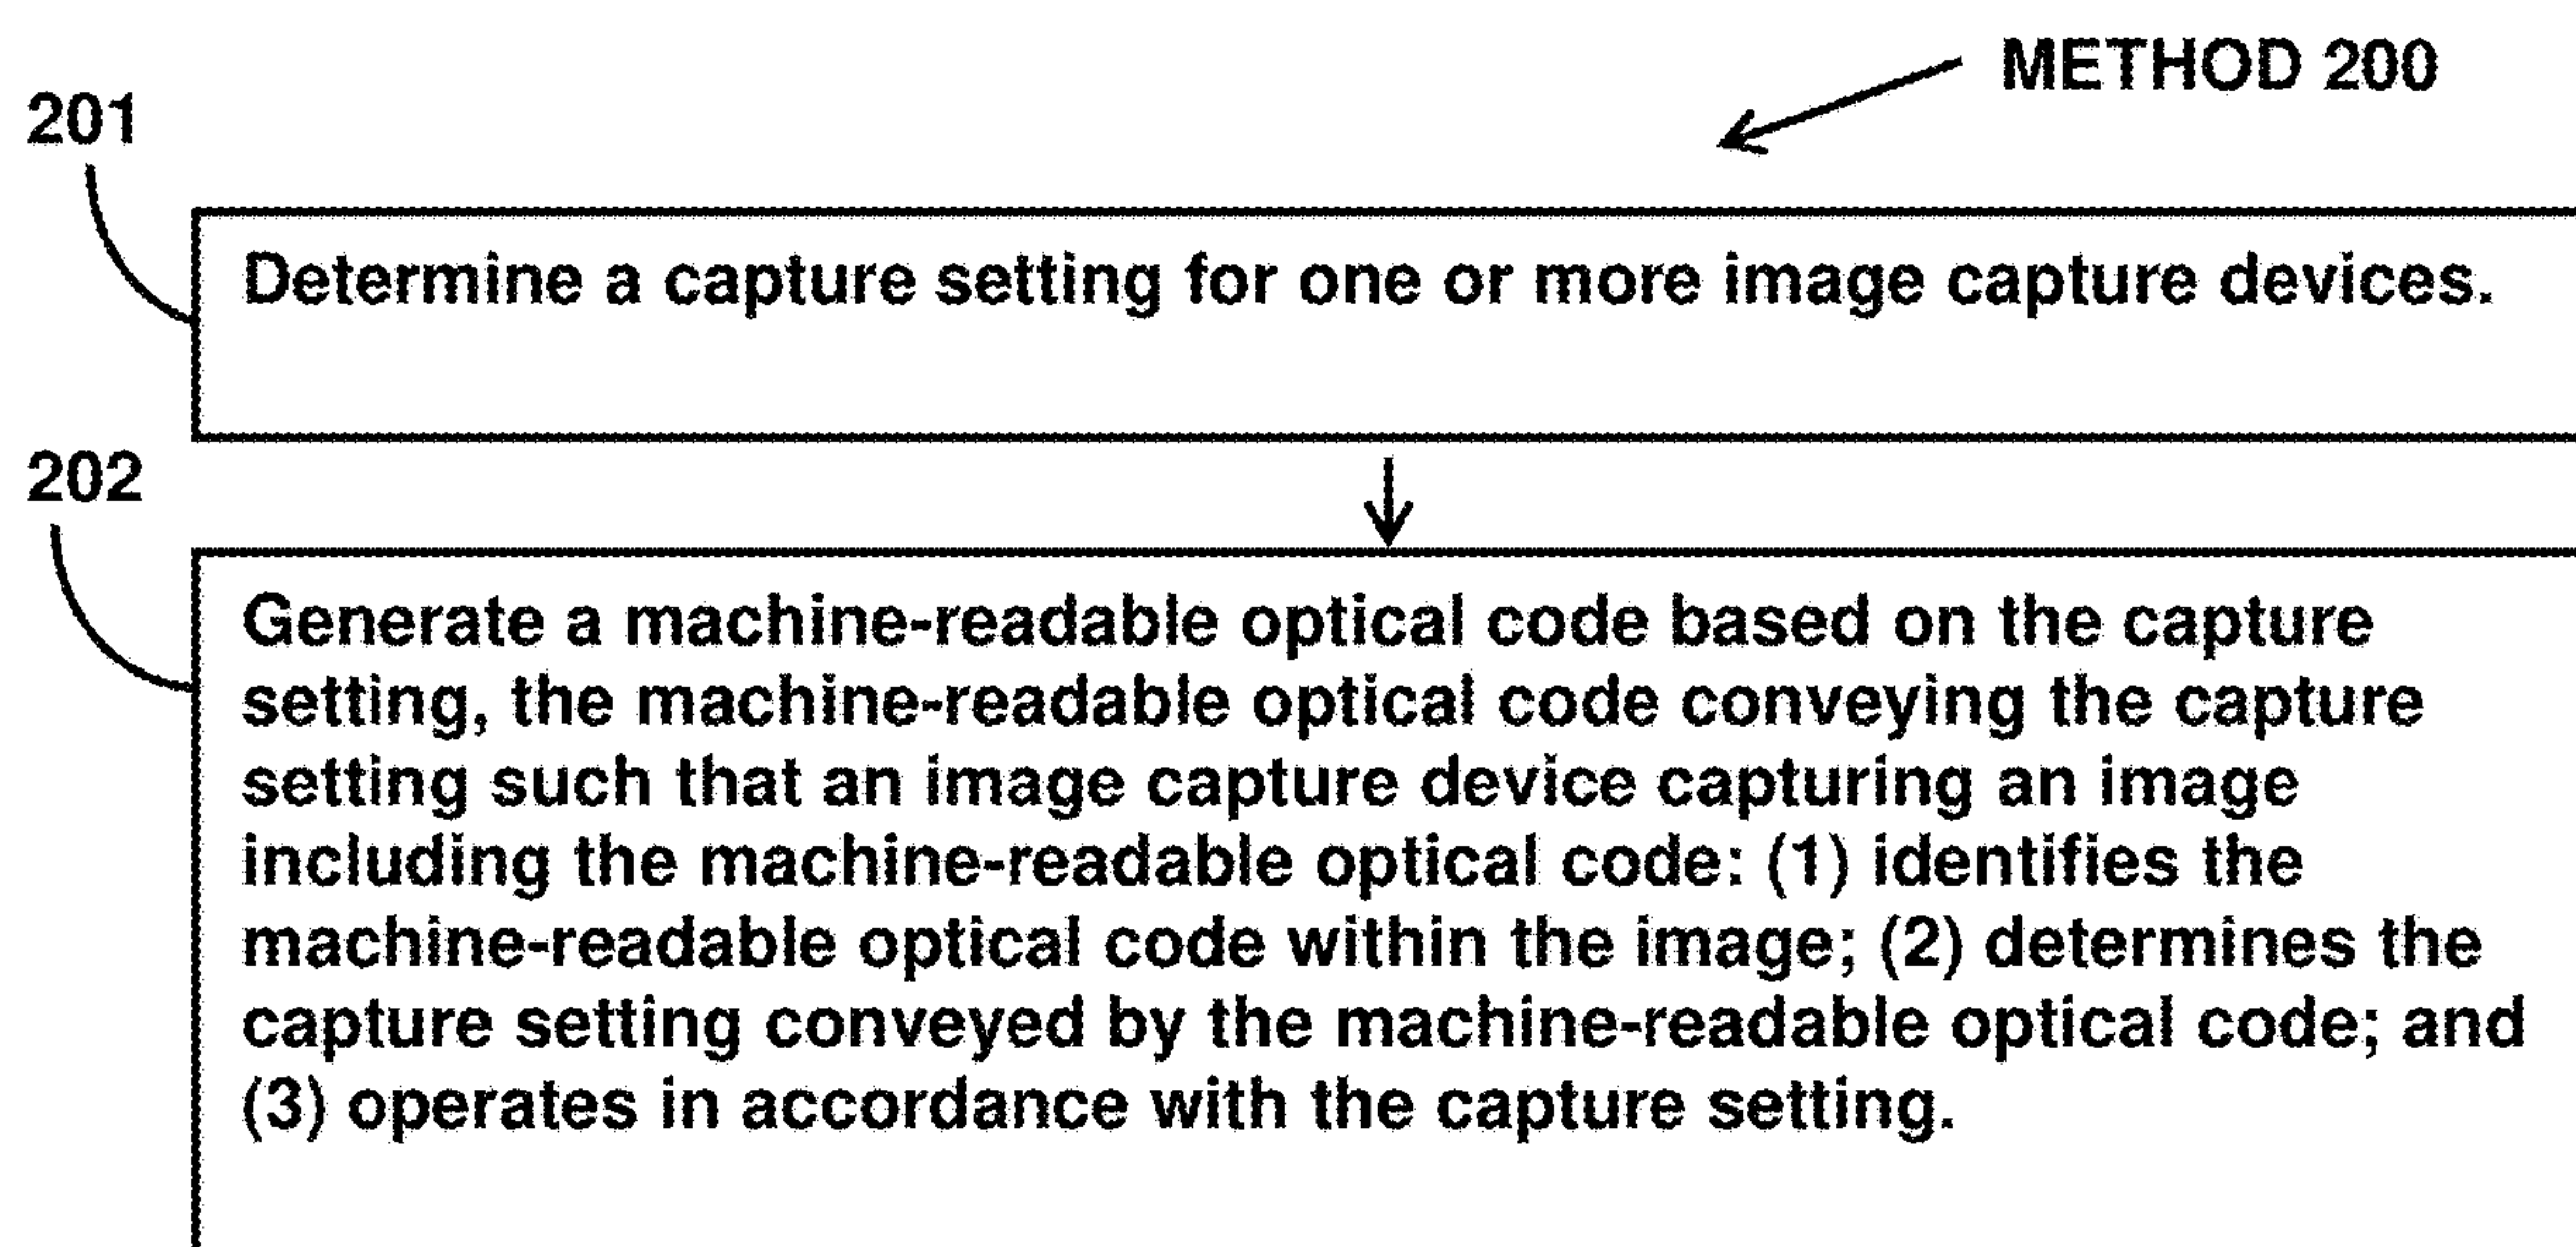 METHOD 200
201
Determine a capture setting for one or more image capture devices.
202
Generate a machine-readable optical code based on the capture
setting, the machine-readable optical code conveying the capture
setting such that an image capture device capturing an image
including the machine-readable optical code: (1) identifies the
machine-readable optical code within the image; (2) determines the
capture setting conveyed by the machine-readable optical code; and
(3) operates in accordance with the capture setting.